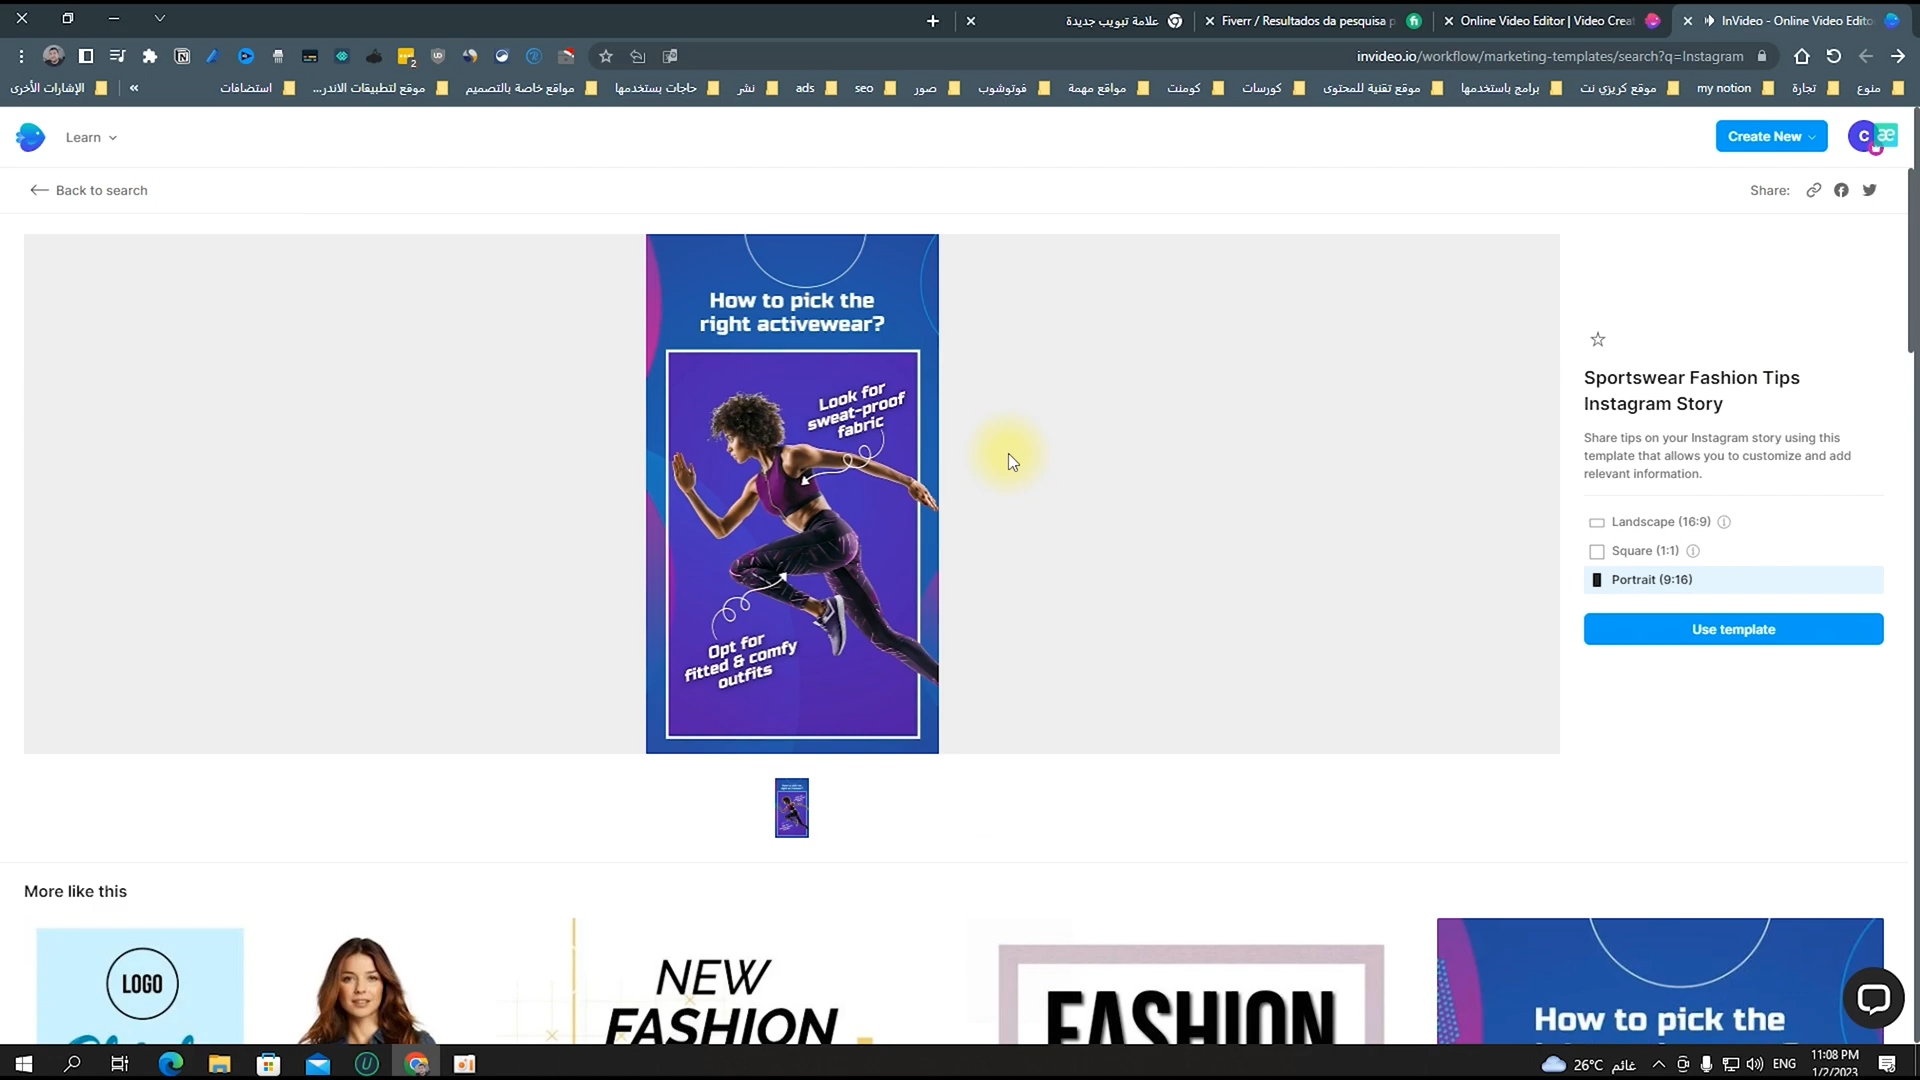 علامة تبويب جديدة
Fiverr / Resultados da pesquisa p
Online Video Editor | Video Creat
InVideo - Online Video Edito
invideo.io/workflow/marketing-templates/search?q=Instagram
الإشارات الأخرى
»
استضافات
موقع لتطبيقات الاندر...
مواقع خاصة بالتصميم
حاجات بستخدمها
نشر
ads
seo
صور
فوتوشوب
مواقع مهمة
كومنت
كورسات
موقع تقنية للمحتوى
برامج باستخدمها
موقع كريزي نت
my notion
تجارة
منوع
Learn
Create New
C
æ
Back to search
Share:
How to pick the
right activewear?
Look for
sweat-proof
fabric
Opt for
fitted & comfy
outfits
Sportswear Fashion Tips
Instagram Story
Share tips on your Instagram story using this
template that allows you to customize and add
relevant information.
Landscape (16:9)
Square (1:1)
Portrait (9:16)
Use template
More like this
LOGO
NEW
FASHION
FASHION
How to pick the
26°C غائم
ENG
11:08 PM
1/2/2023